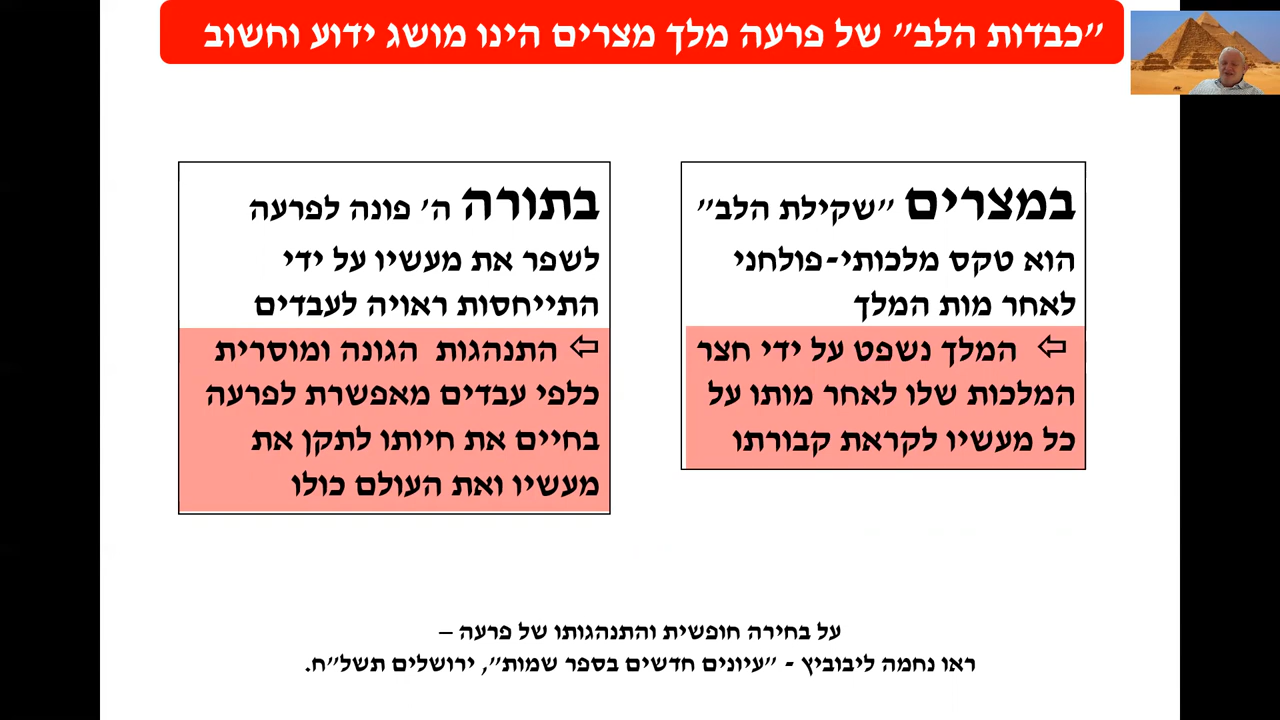 "כבדות הלב" של פרעה מלך מצרים הינו מושג ידוע וחשוב
במצרים "שקילת הלב"
הוא טקס מלכותי-פולחני
לאחר מות המלך
⇦ המלך נשפט על ידי חצר
המלכות שלו לאחר מותו על
כל מעשיו לקראת קבורתו
בתורה ה' פונה לפרעה
לשפר את מעשיו על ידי
התייחסות ראויה לעבדים
⇦ התנהגות הגונה ומוסרית
כלפי עבדים מאפשרת לפרעה
בחיים את חיותו לתקן את
מעשיו ואת העולם כולו
על בחירה חופשית והתנהגותו של פרעה –
ראו נחמה ליבוביץ - "עיונים חדשים בספר שמות", ירושלים תשל"ח.